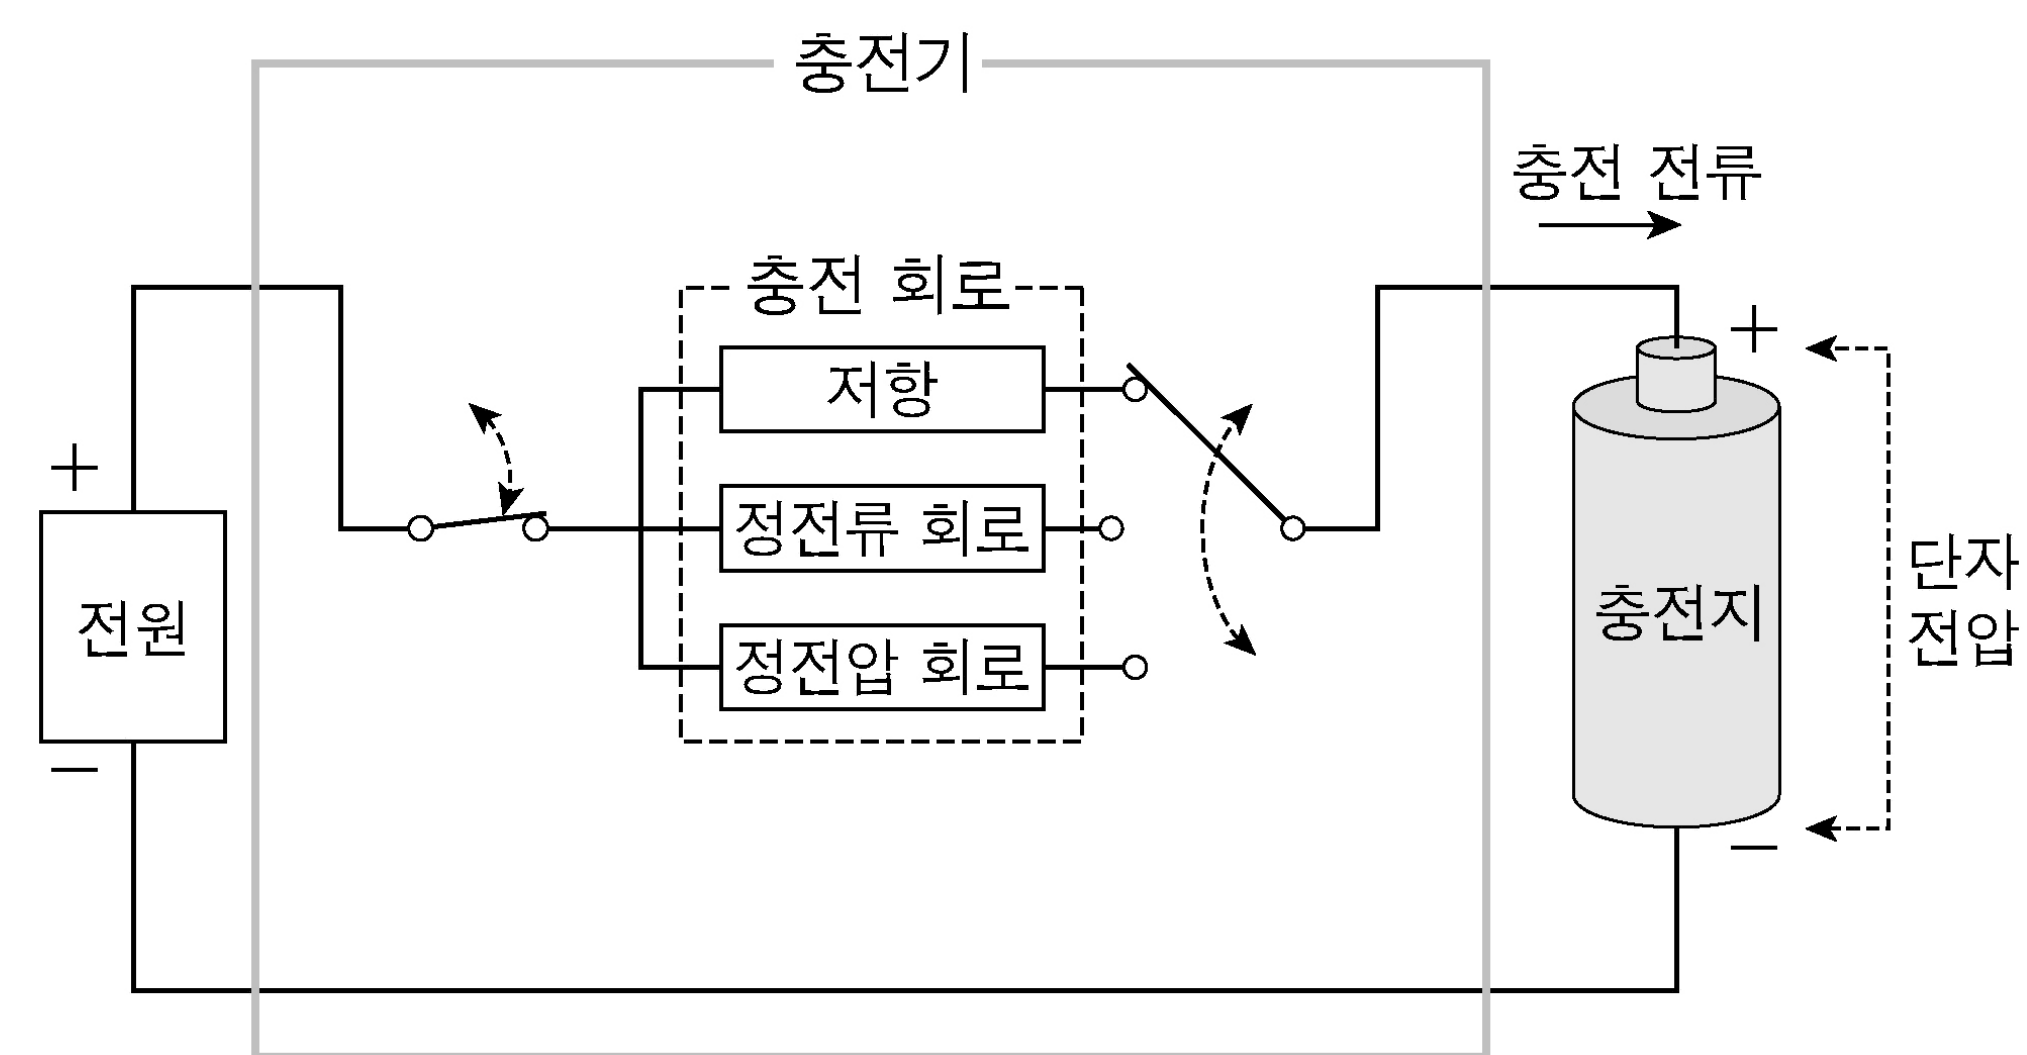 충전기
충전 전류
충전 회로
저항
정전류 회로
정전압 회로
+
전원
−
+
충전지
−
단자
전압